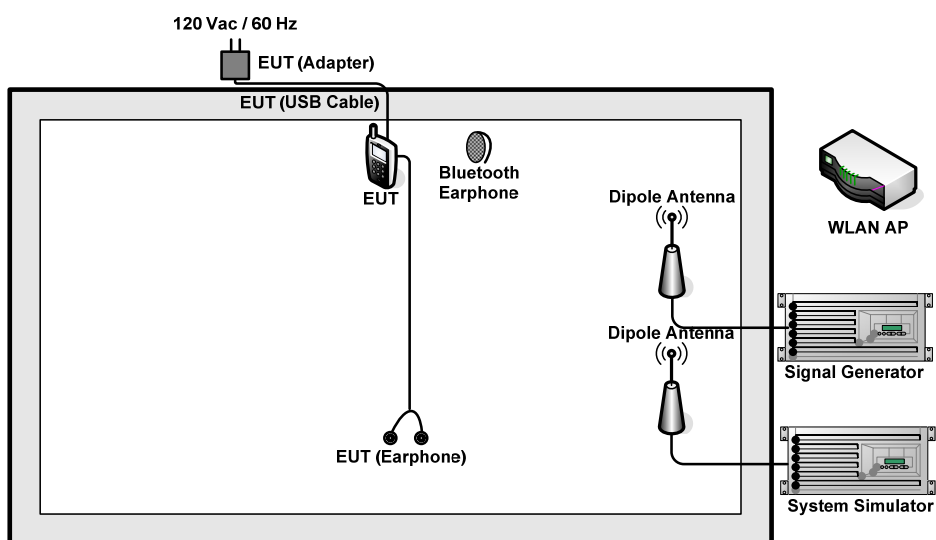 120 Vac / 60 Hz
EUT (Adapter)
EUT (USB Cable)
EUT
Bluetooth
Earphone
Dipole Antenna
WLAN AP
Dipole Antenna
Signal Generator
EUT (Earphone)
System Simulator